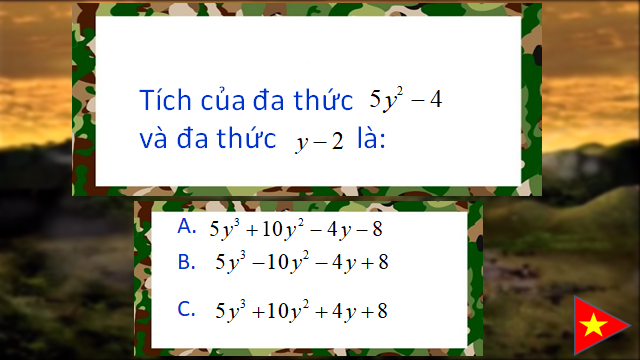 Tích của đa thức 5y² − 4
và đa thức y − 2 là:
A. 5y³ + 10y² − 4y − 8
B. 5y³ − 10y² − 4y + 8
C. 5y³ + 10y² + 4y + 8